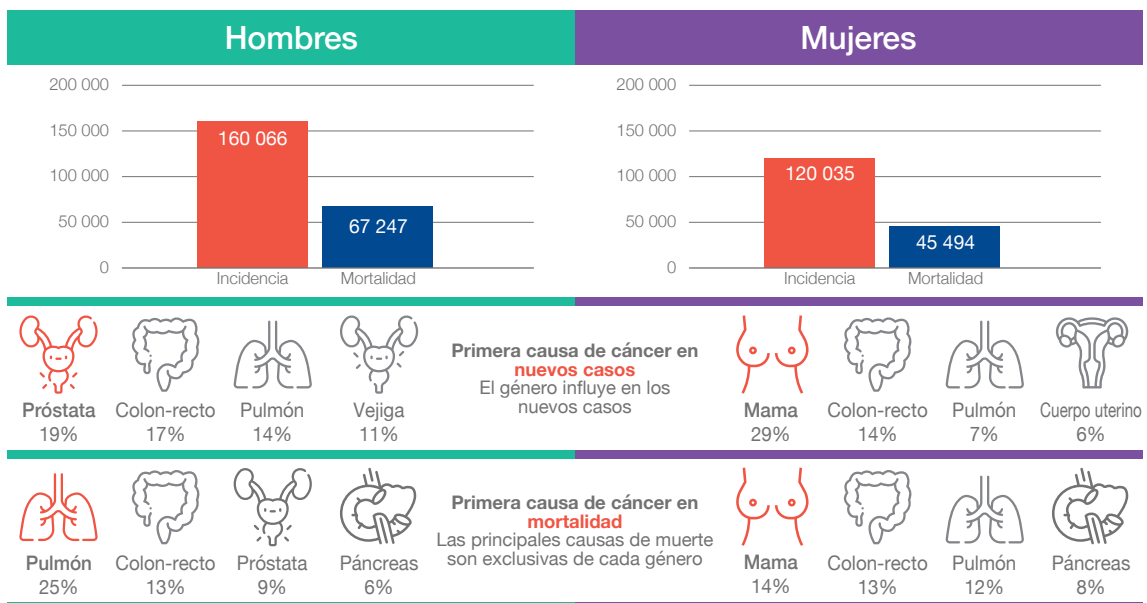 Hombres
Mujeres
200 000
150 000
100 000
50 000
0
160 066
67 247
Incidencia
Mortalidad
200 000
150 000
100 000
50 000
0
120 035
45 494
Incidencia
Mortalidad
Próstata
19%
Colon-recto
17%
Pulmón
14%
Vejiga
11%
Primera causa de cáncer en
nuevos casos
El género influye en los
nuevos casos
Mama
29%
Colon-recto
14%
Pulmón
7%
Cuerpo uterino
6%
Pulmón
25%
Colon-recto
13%
Próstata
9%
Páncreas
6%
Primera causa de cáncer en
mortalidad
Las principales causas de muerte
son exclusivas de cada género
Mama
14%
Colon-recto
13%
Pulmón
12%
Páncreas
8%